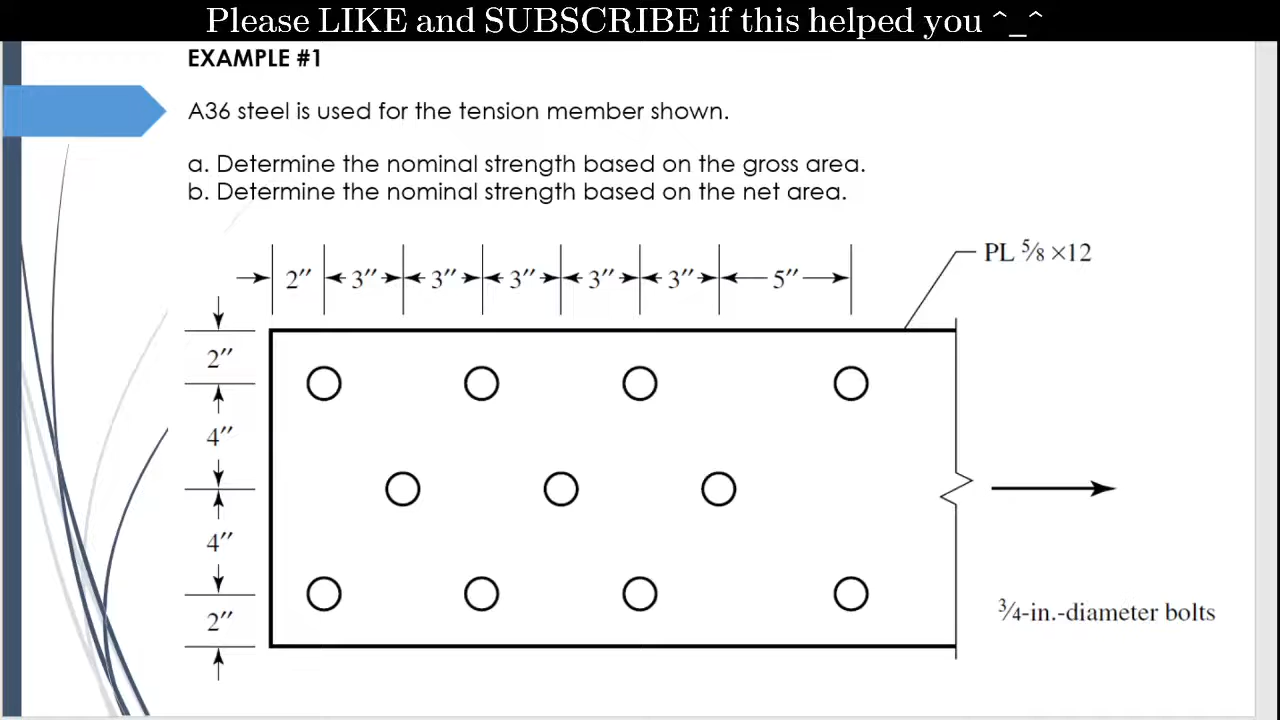 Please LIKE and SUBSCRIBE if this helped you ^_^
EXAMPLE #1
A36 steel is used for the tension member shown.
a. Determine the nominal strength based on the gross area.
b. Determine the nominal strength based on the net area.
PL 5/8 ×12
2″ 3″ 3″ 3″ 3″ 3″ 5″
2″
4″
4″
2″
3/4-in.-diameter bolts